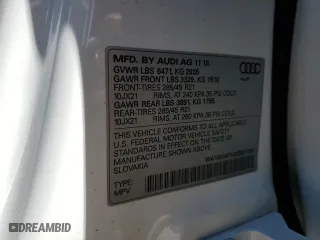 MFD. BY AUDI AG 11 18
GVWR LBS 6471, KG 2935
GAWR FRONT LBS 3329, KG 1510
FRONT-TIRES 285/45 R21
10JX21 RIMS, AT 240 KPA 35 PSI COLD
GAWR REAR LBS 3891, KG 1765
REAR-TIRES 285/45 R21
10JX21 RIMS, AT 260 KPA 38 PSI COLD
THIS VEHICLE CONFORMS TO ALL APPLICABLE
U.S. FEDERAL MOTOR VEHICLE
STANDARDS IN EFFECT ON THE DATE OF
MANUFACTURE SHOWN ABOVE.
SLOVAKIA
TYPE:
MPV
DREAMBID